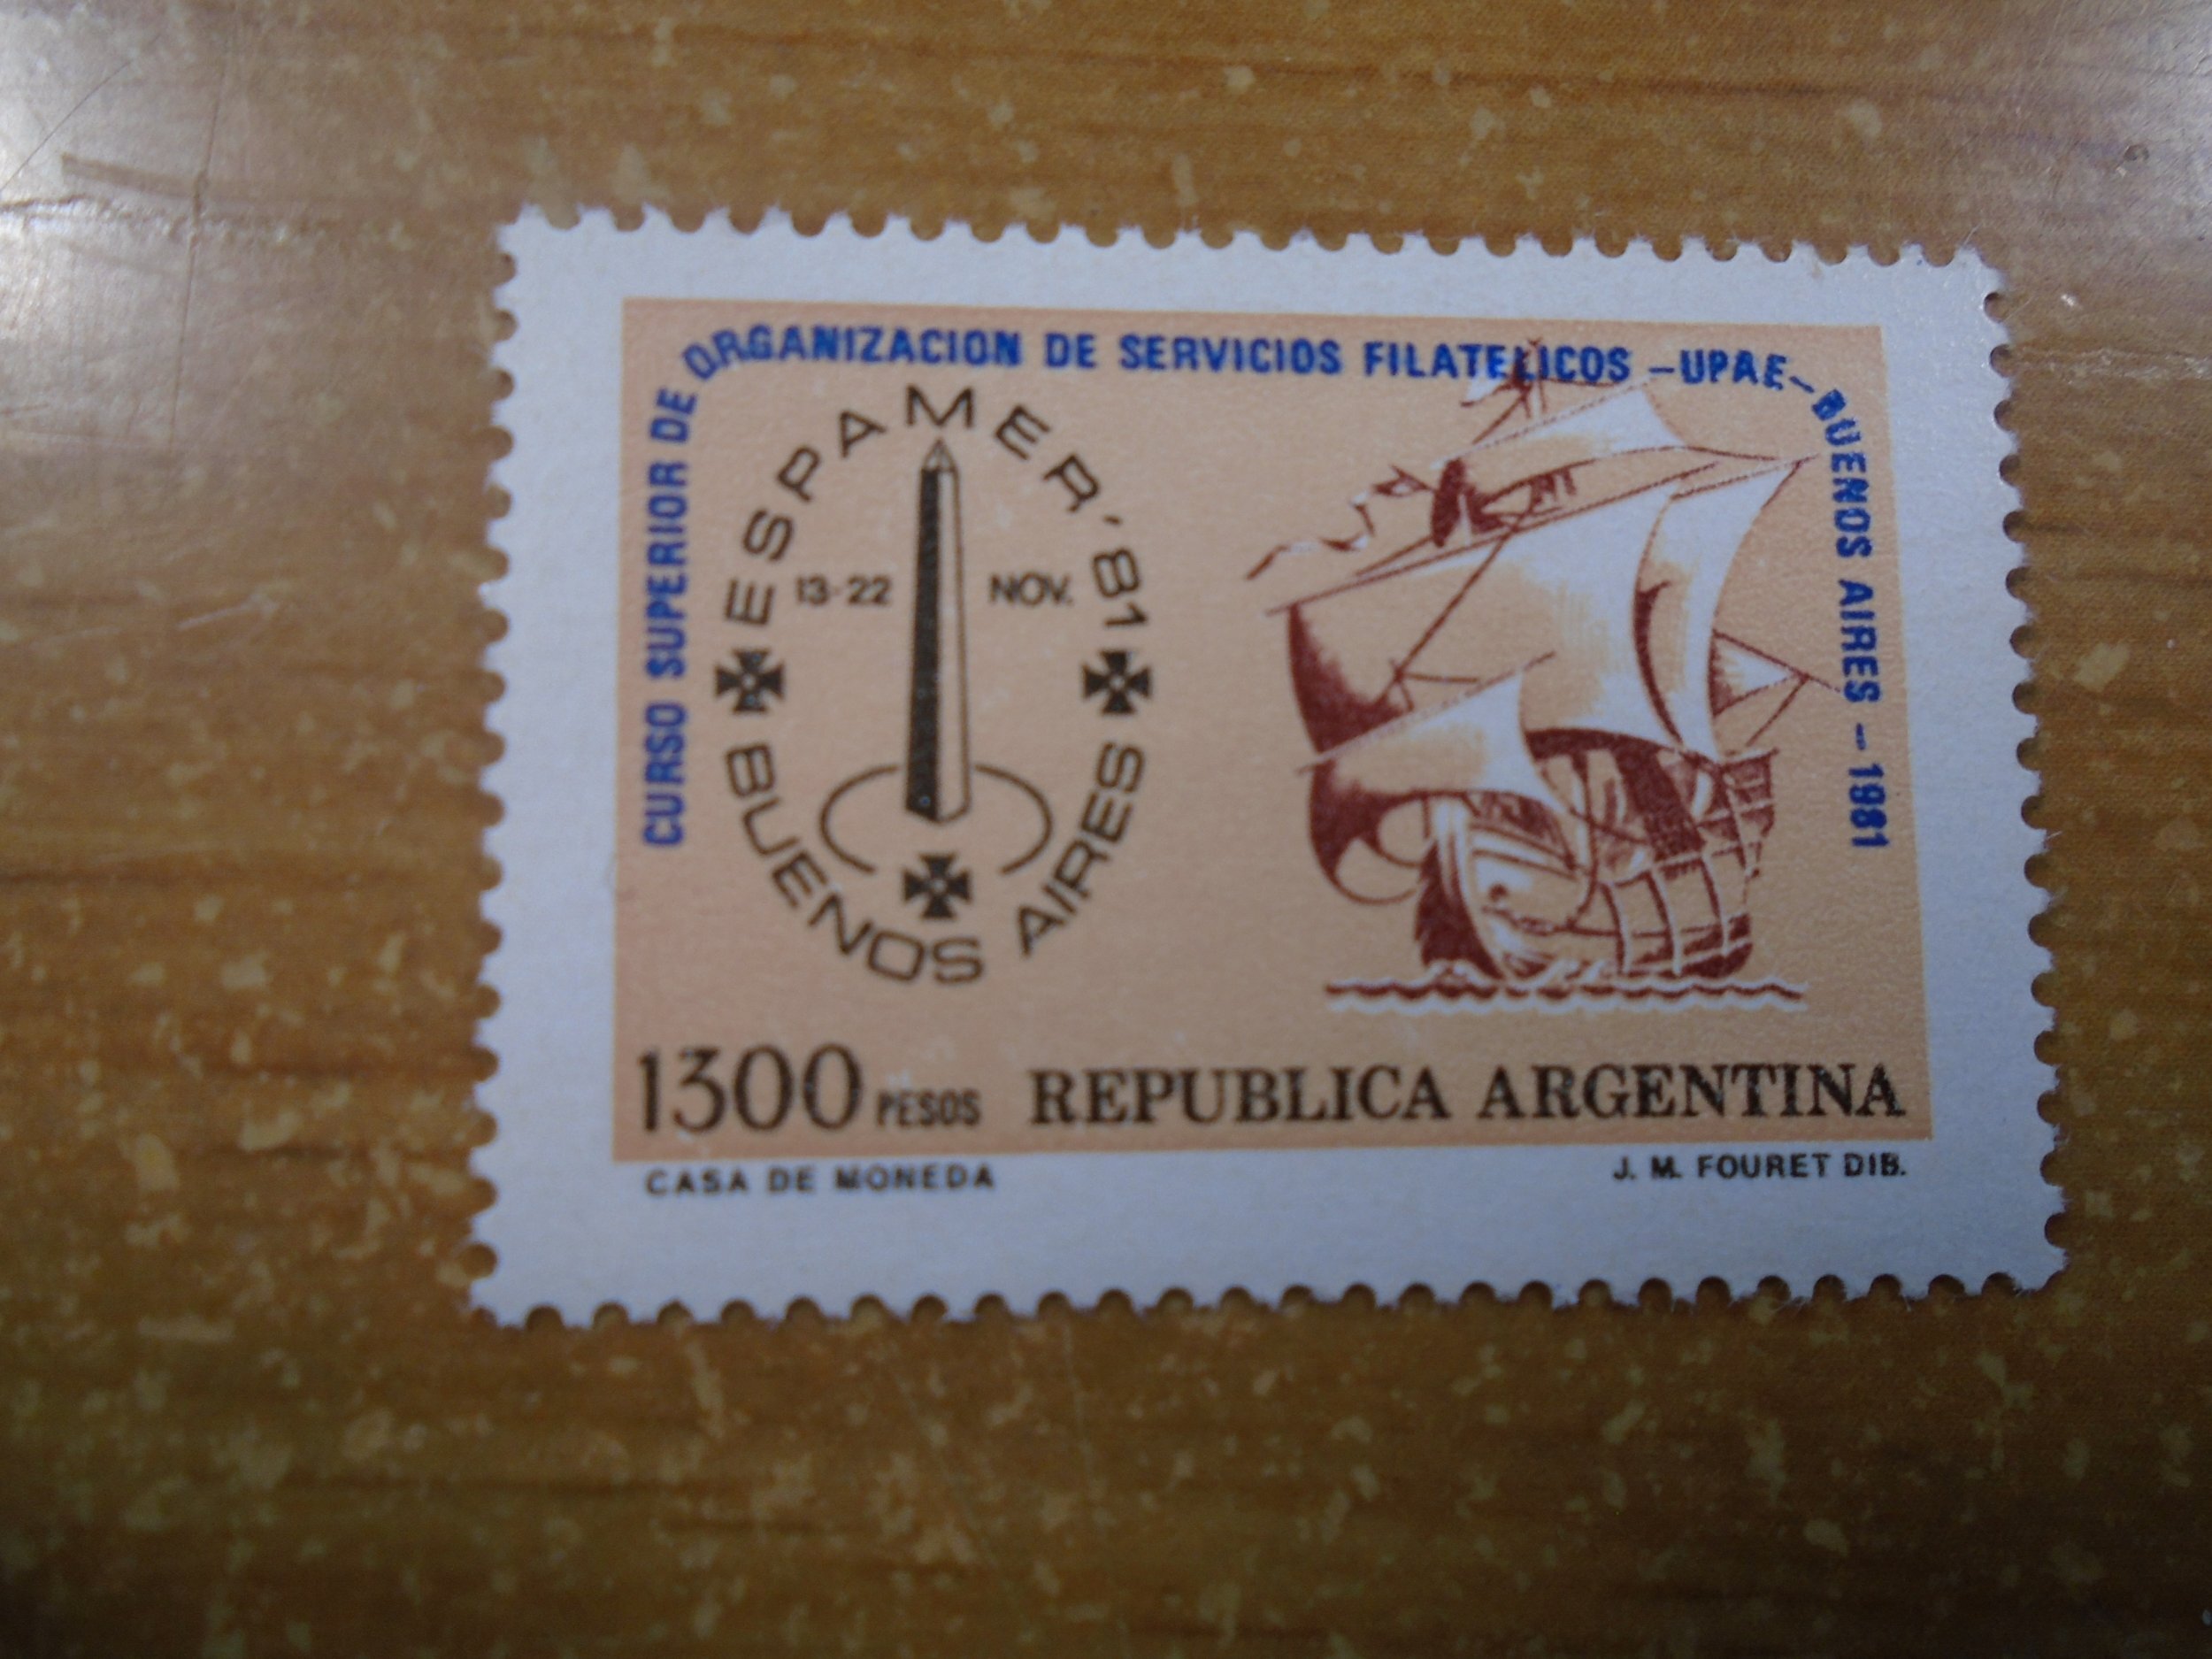 CURSO SUPERIOR DE ORGANIZACION DE SERVICIOS FILATELICOS -UPAE- BUENOS AIRES - 1981
ESPAMER '81
13-22 NOV.
BUENOS AIRES
1300 PESOS REPUBLICA ARGENTINA
CASA DE MONEDA J. M. FOURET DIB.